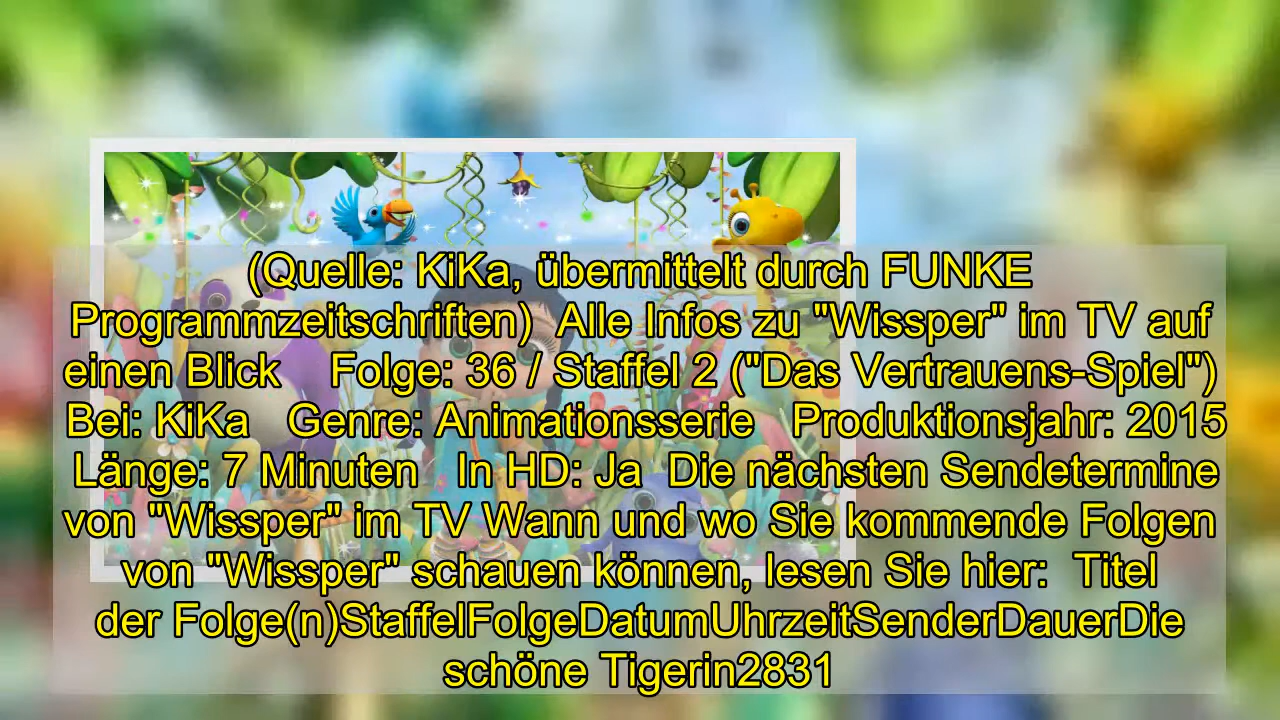 (Quelle: KiKa, übermittelt durch FUNKE
Programmzeitschriften)  Alle Infos zu "Wissper" im TV auf
einen Blick    Folge: 36 / Staffel 2 ("Das Vertrauens-Spiel")
Bei: KiKa   Genre: Animationsserie   Produktionsjahr: 2015
Länge: 7 Minuten   In HD: Ja  Die nächsten Sendetermine
von "Wissper" im TV Wann und wo Sie kommende Folgen
von "Wissper" schauen können, lesen Sie hier:  Titel
der Folge(n)StaffelFolgeDatumUhrzeitSenderDauerDie
schöne Tigerin2831